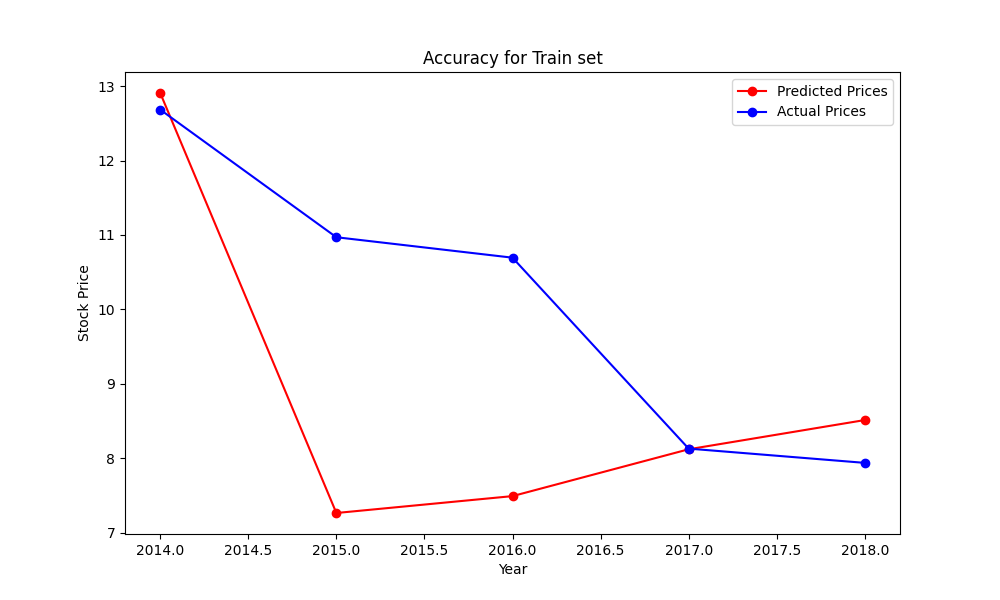 Accuracy for Train set
Predicted Prices
Actual Prices
13
12
11
10
9
8
7
Stock Price
2014.0 2014.5 2015.0 2015.5 2016.0 2016.5 2017.0 2017.5 2018.0
Year